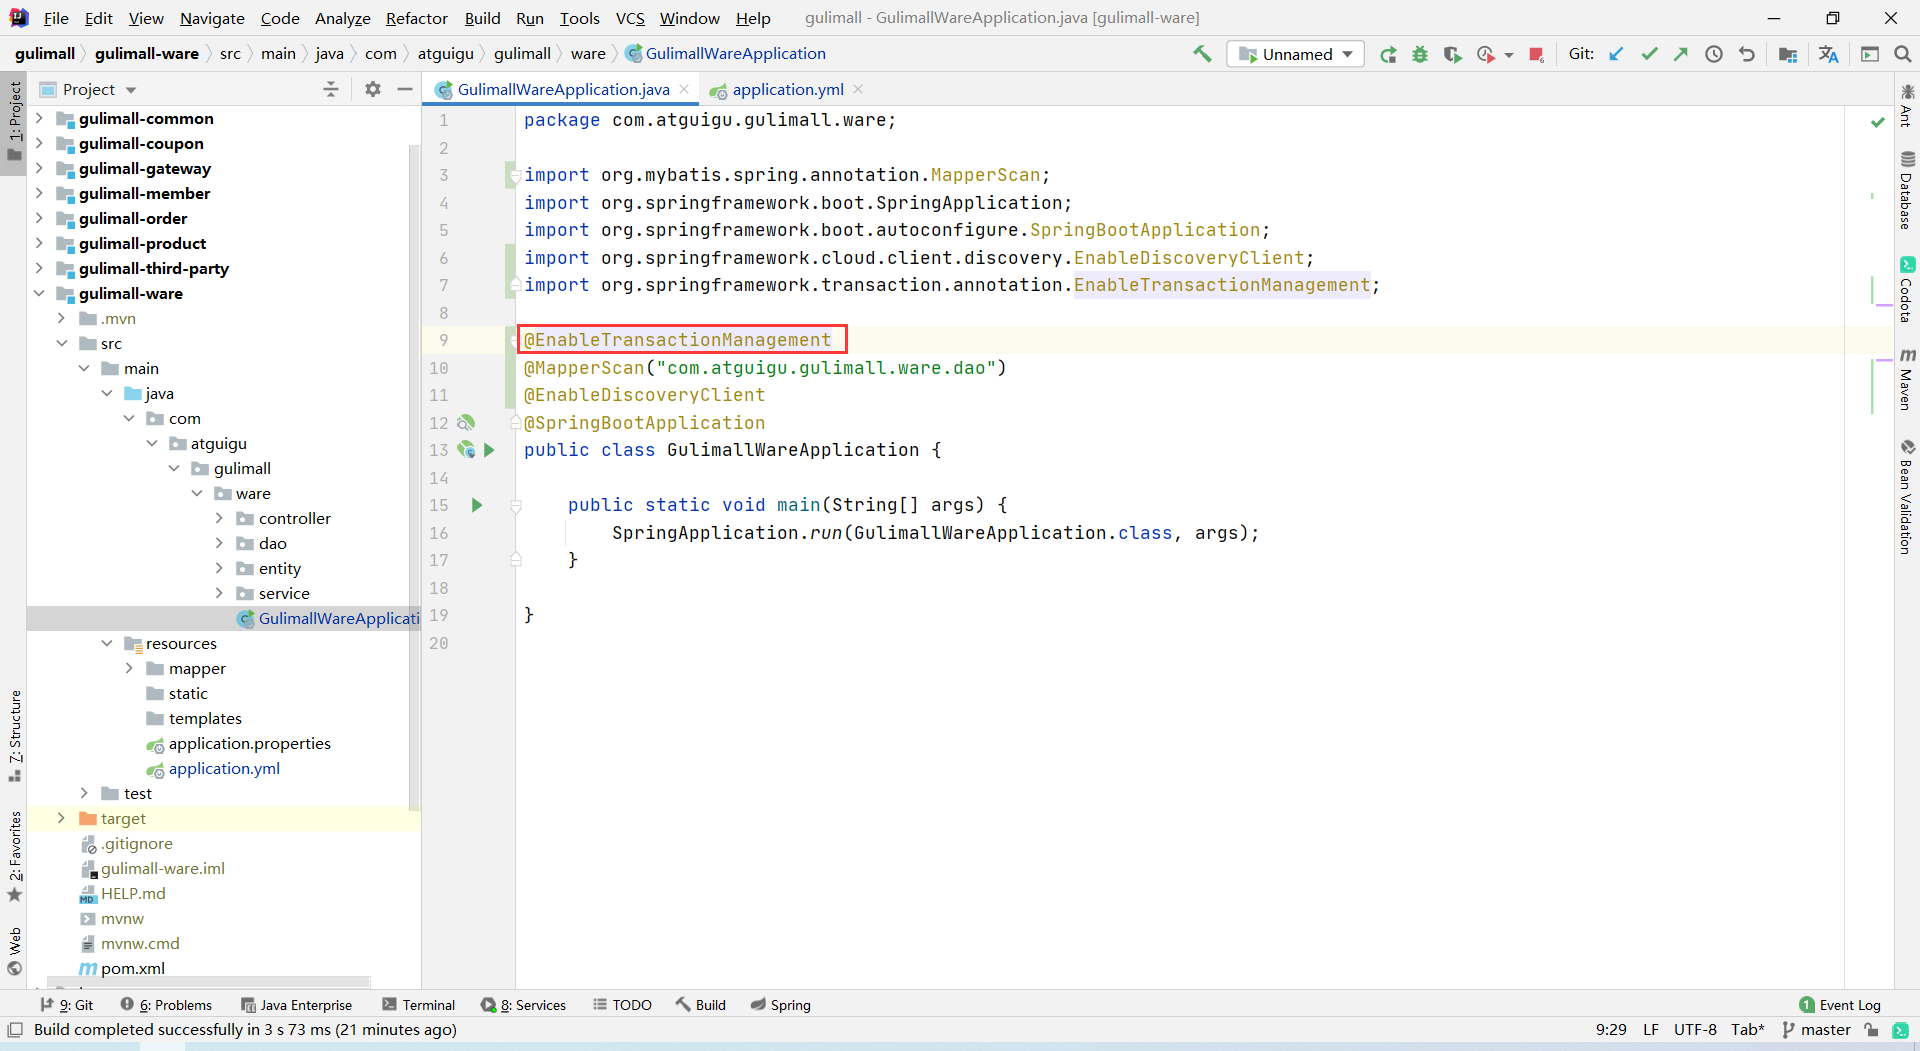 File Edit View Navigate Code Analyze Refactor Build Run Tools VCS Window Help gulimall - GulimallWareApplication.java [gulimall-ware]
gulimall gulimall-ware src main java com atguigu gulimall ware GulimallWareApplication Unnamed Git:
Project
GulimallWareApplication.java application.yml
1: Project
7: Structure
2: Favorites
Web
gulimall-common
gulimall-coupon
gulimall-gateway
gulimall-member
gulimall-order
gulimall-product
gulimall-third-party
gulimall-ware
.mvn
src
main
java
com
atguigu
gulimall
ware
controller
dao
entity
service
GulimallWareApplicati
resources
mapper
static
templates
application.properties
application.yml
test
target
.gitignore
gulimall-ware.iml
HELP.md
mvnw
mvnw.cmd
pom.xml
1 package com.atguigu.gulimall.ware;
2
3 import org.mybatis.spring.annotation.MapperScan;
4 import org.springframework.boot.SpringApplication;
5 import org.springframework.boot.autoconfigure.SpringBootApplication;
6 import org.springframework.cloud.client.discovery.EnableDiscoveryClient;
7 import org.springframework.transaction.annotation.EnableTransactionManagement;
8
9 @EnableTransactionManagement
10 @MapperScan("com.atguigu.gulimall.ware.dao")
11 @EnableDiscoveryClient
12 @SpringBootApplication
13 public class GulimallWareApplication {
14
15 public static void main(String[] args) {
16 SpringApplication.run(GulimallWareApplication.class, args);
17 }
18
19 }
20
Ant
Database
Codota
Maven
Bean Validation
9: Git 6: Problems Java Enterprise Terminal 8: Services TODO Build Spring 1 Event Log
Build completed successfully in 3 s 73 ms (21 minutes ago) 9:29 LF UTF-8 Tab* master